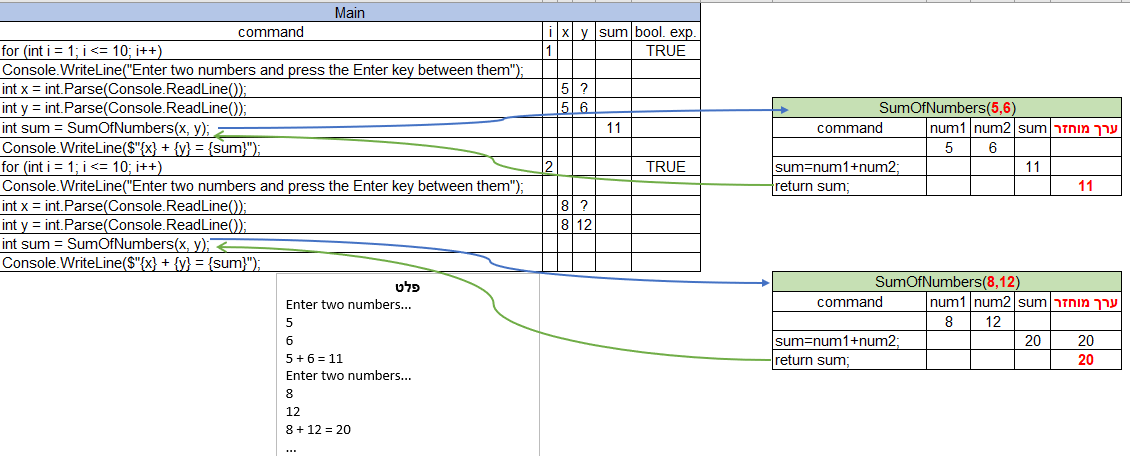 Main
command i x y sum bool. exp.
for (int i = 1; i <= 10; i++) 1 TRUE
Console.WriteLine("Enter two numbers and press the Enter key between them");
int x = int.Parse(Console.ReadLine()); 5 ?
int y = int.Parse(Console.ReadLine()); 5 6
int sum = SumOfNumbers(x, y); 11
Console.WriteLine($"{x} + {y} = {sum}");
for (int i = 1; i <= 10; i++) 2 TRUE
Console.WriteLine("Enter two numbers and press the Enter key between them");
int x = int.Parse(Console.ReadLine()); 8 ?
int y = int.Parse(Console.ReadLine()); 8 12
int sum = SumOfNumbers(x, y);
Console.WriteLine($"{x} + {y} = {sum}");
SumOfNumbers(5,6)
command num1 num2 sum ערך מוחזר
5 6
sum=num1+num2; 11
return sum; 11
SumOfNumbers(8,12)
command num1 num2 sum ערך מוחזר
8 12
sum=num1+num2; 20 20
return sum; 20
פלט
Enter two numbers...
5
6
5 + 6 = 11
Enter two numbers...
8
12
8 + 12 = 20
...